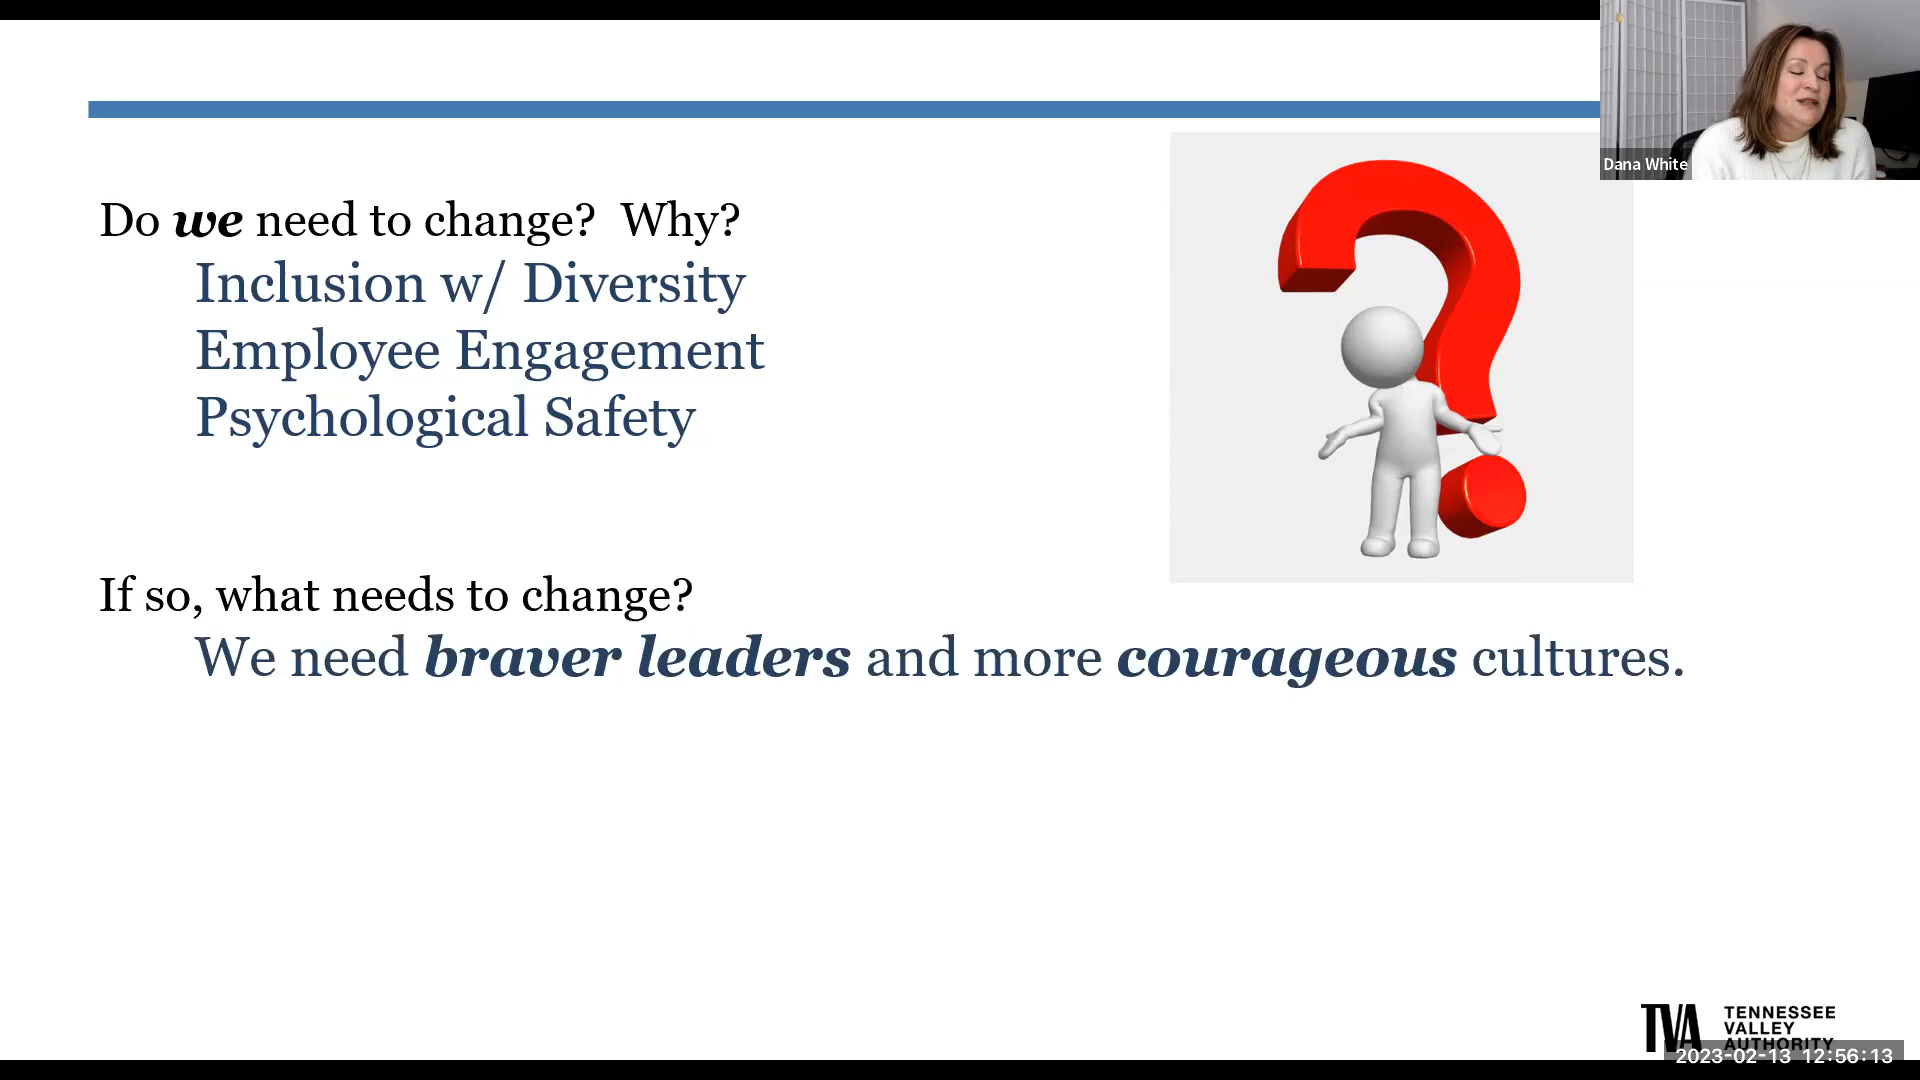 Dana White
Do we need to change? Why?
Inclusion w/ Diversity
Employee Engagement
Psychological Safety
If so, what needs to change?
We need braver leaders and more courageous cultures.
TVA
TENNESSEE
VALLEY
AUTHORITY
2023-02-13 12:56:13